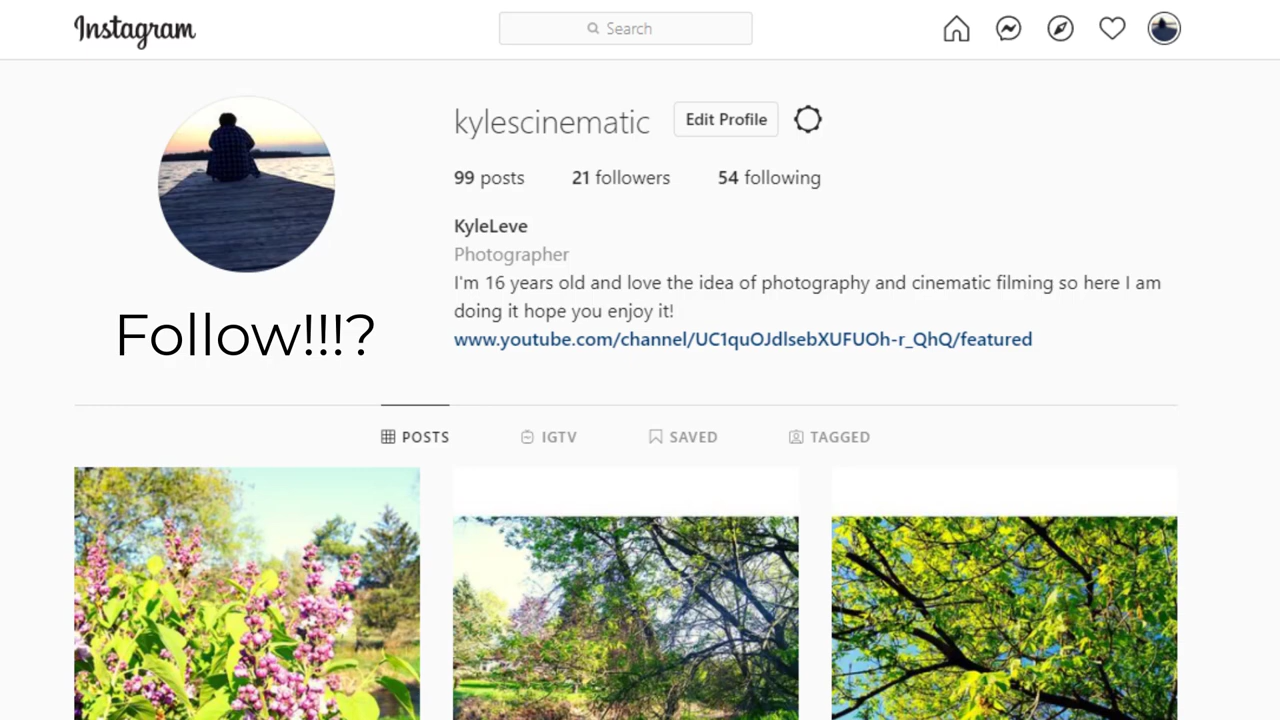 Instagram
Search
kylescinematic Edit Profile
99 posts 21 followers 54 following
KyleLeve
Photographer
I'm 16 years old and love the idea of photography and cinematic filming so here I am
doing it hope you enjoy it!
www.youtube.com/channel/UC1quOJdlsebXUFUOh-r_QhQ/featured
Follow!!!?
POSTS IGTV SAVED TAGGED